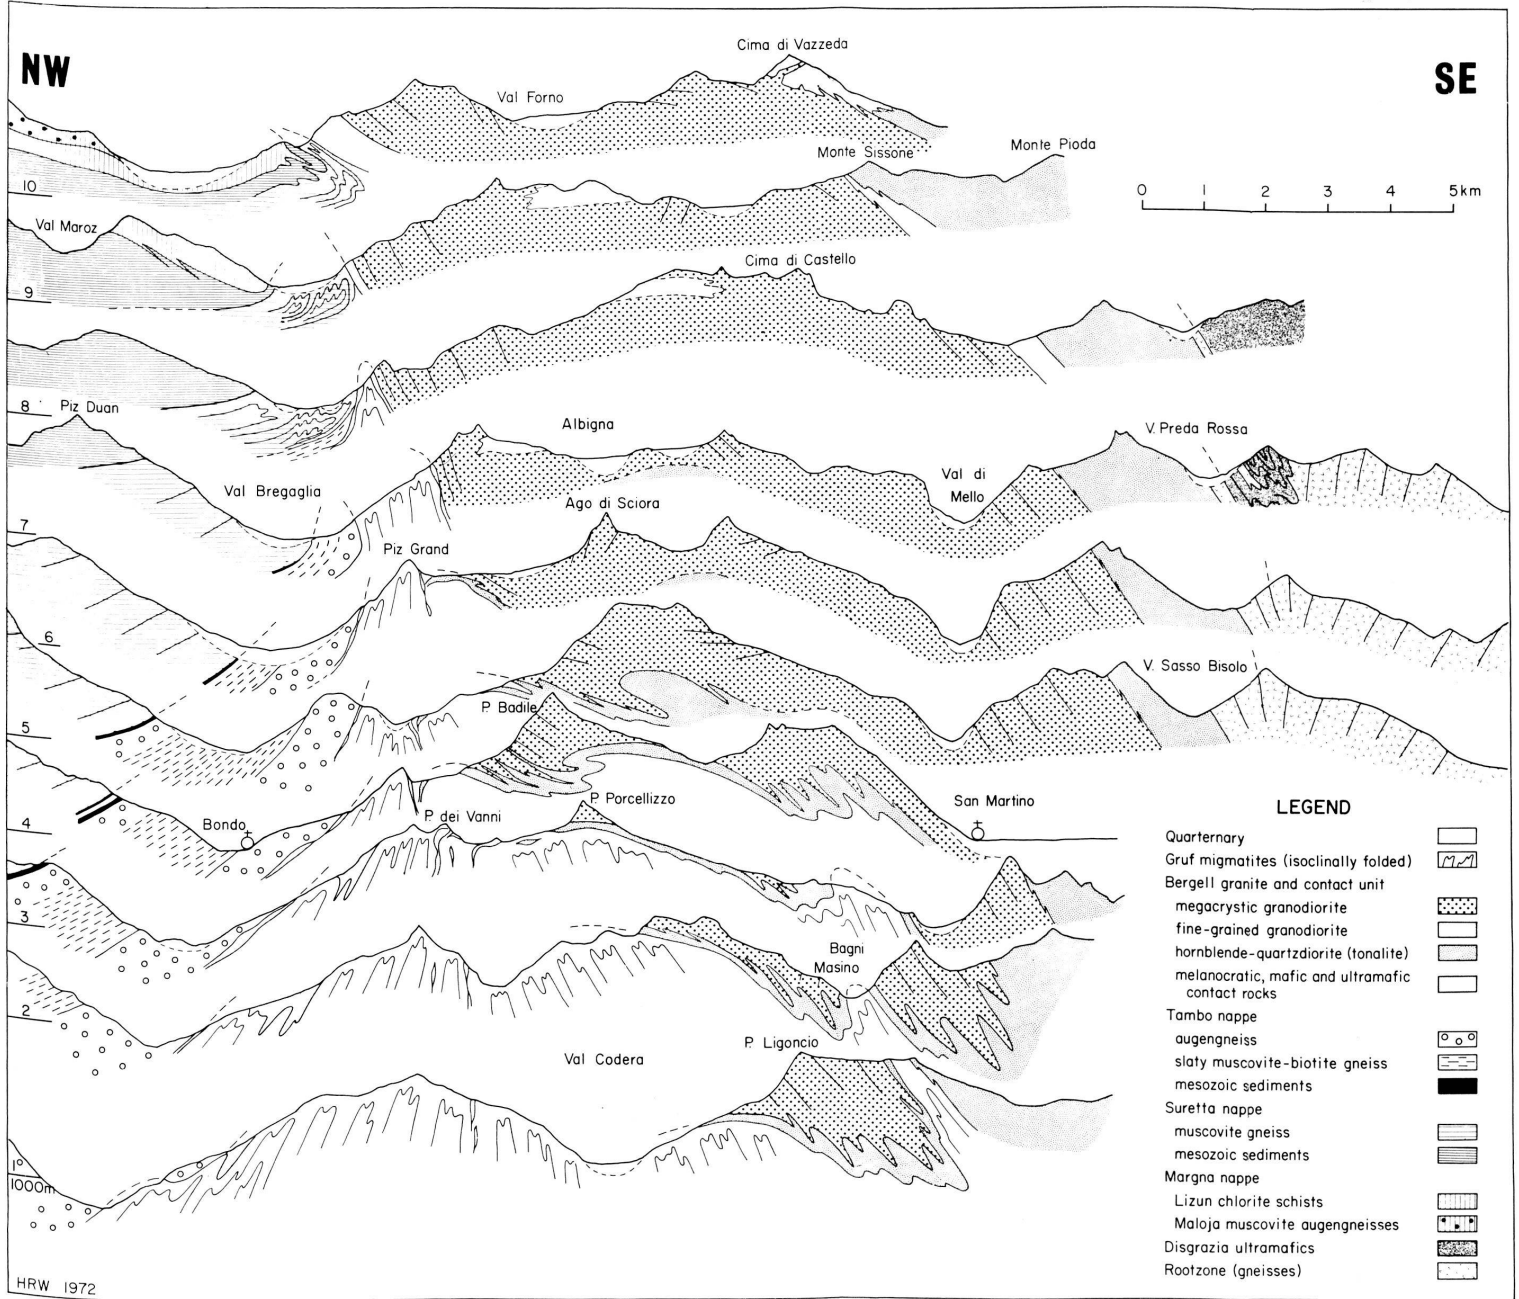 NW
SE
Cima di Vazzeda
Val Forno
Monte Sissone
Monte Pioda
0 1 2 3 4 5 km
10
Val Maroz
Cima di Castello
9
8
Piz Duan
Albigna
V. Preda Rossa
Val di
Mello
Val Bregaglia
Ago di Sciora
7
Piz Grand
6
V. Sasso Bisolo
P. Badile
5
P. Porcellizzo
San Martino
P. dei Vanni
Bondo
4
3
Bagni
Masino
2
P. Ligoncio
Val Codera
1°
1000m
LEGEND
Quarternary
Gruf migmatites (isoclinally folded)
Bergell granite and contact unit
megacrystic granodiorite
fine-grained granodiorite
hornblende-quartzdiorite (tonalite)
melanocratic, mafic and ultramafic
contact rocks
Tambo nappe
augengneiss
slaty muscovite-biotite gneiss
mesozoic sediments
Suretta nappe
muscovite gneiss
mesozoic sediments
Margna nappe
Lizun chlorite schists
Maloja muscovite augengneisses
Disgrazia ultramafics
Rootzone (gneisses)
HRW 1972